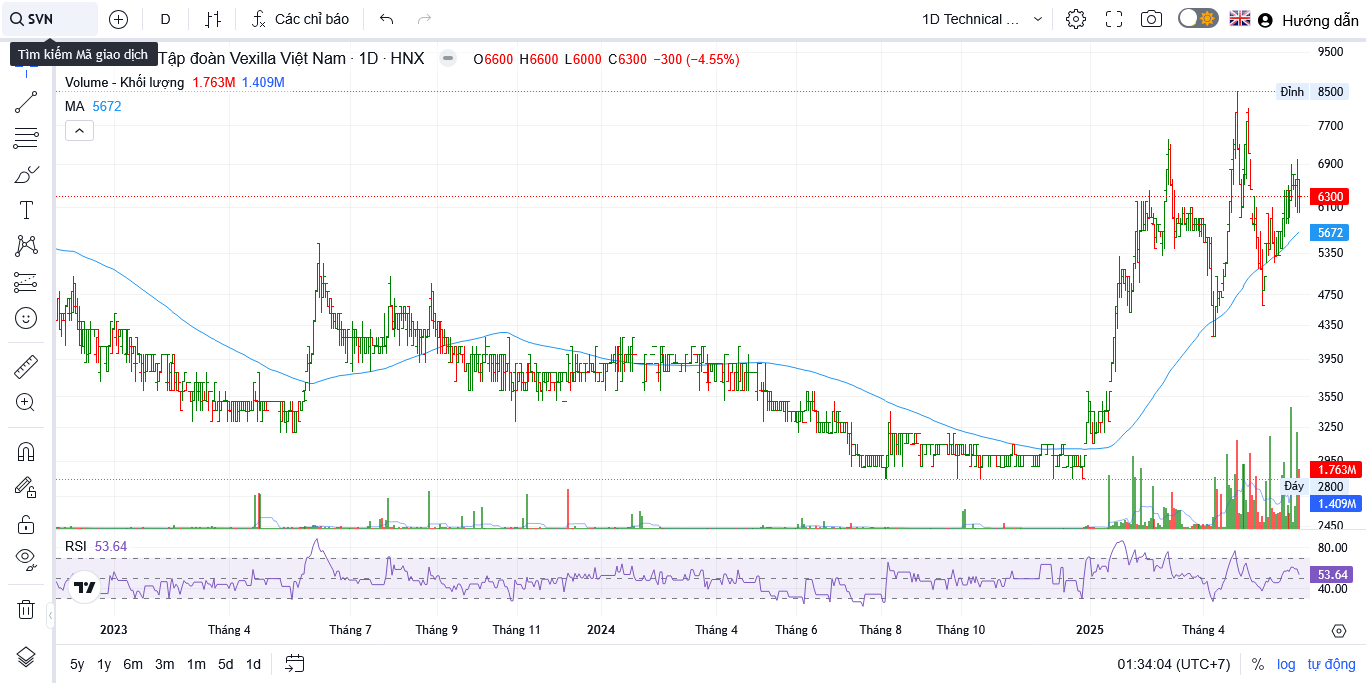 SVN D Các chỉ báo 1D Technical ... Hướng dẫn
Tìm kiếm Mã giao dịch
Tập đoàn Vexilla Việt Nam · 1D · HNX O6600 H6600 L6000 C6300 −300 (−4.55%)
Volume - Khối lượng 1.763M 1.409M
MA 5672
9500
Đỉnh 8500
7700
6900
6300
6100
5672
5350
4750
4350
3950
3550
3250
2950
1.763M
Đáy 2800
1.409M
2450
RSI 53.64
80.00
53.64
40.00
2023 Tháng 4 Tháng 7 Tháng 9 Tháng 11 2024 Tháng 4 Tháng 6 Tháng 8 Tháng 10 2025 Tháng 4
5y 1y 6m 3m 1m 5d 1d 01:34:04 (UTC+7) % log tự động